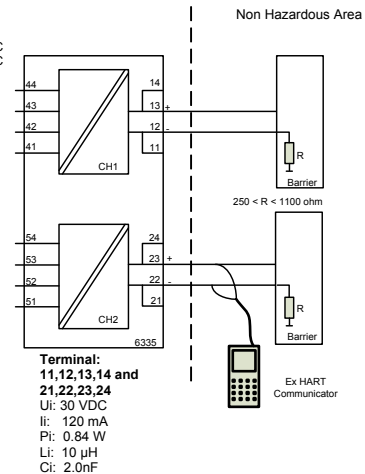 Non Hazardous Area
44
43
42
41
14
13 +
12 -
11
CH1
R
Barrier
250 < R < 1100 ohm
54
53
52
51
24
23 +
22 -
21
CH2
6335
R
Barrier
Ex HART
Communicator
Terminal:
11,12,13,14 and
21,22,23,24
Ui: 30 VDC
Ii: 120 mA
Pi: 0.84 W
Li: 10 µH
Ci: 2.0nF